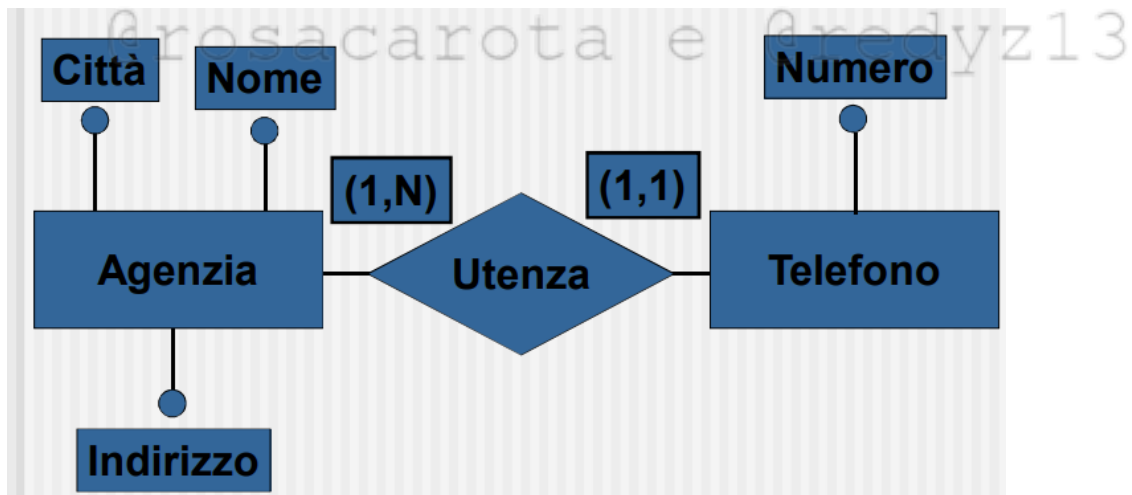 @rosacarota e @redyz13
Città
Nome
Numero
(1,N)
(1,1)
Agenzia
Utenza
Telefono
Indirizzo